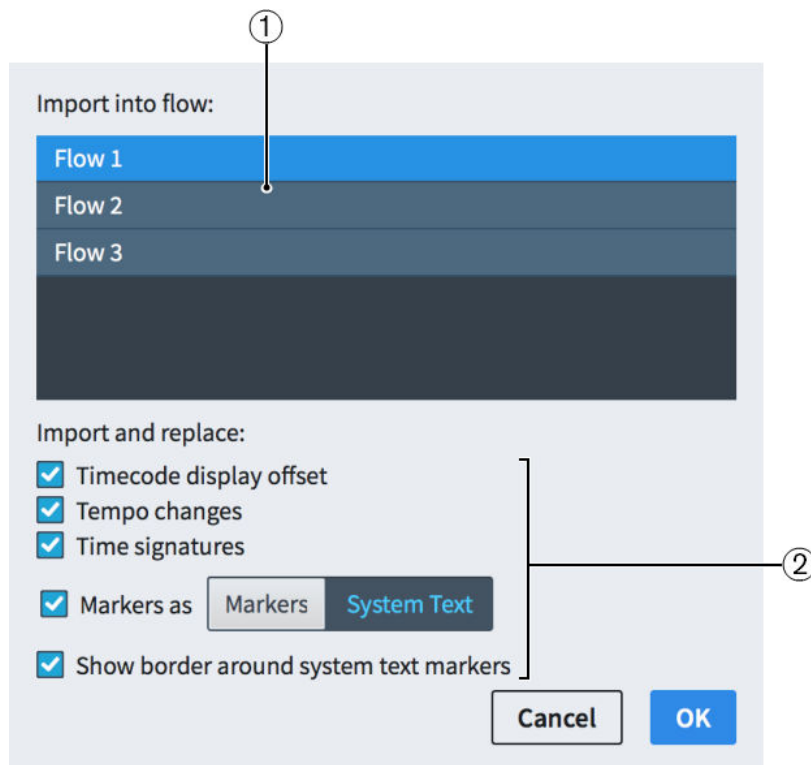 ①
Import into flow:
Flow 1
Flow 2
Flow 3
Import and replace:
Timecode display offset
Tempo changes
Time signatures
②
Markers as Markers System Text
Show border around system text markers
Cancel OK